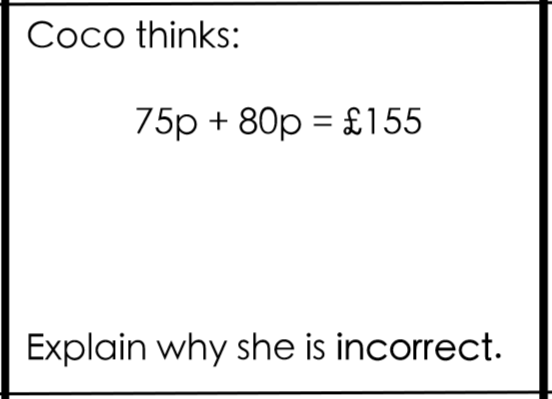 Coco thinks:
75p + 80p = £155
Explain why she is incorrect.